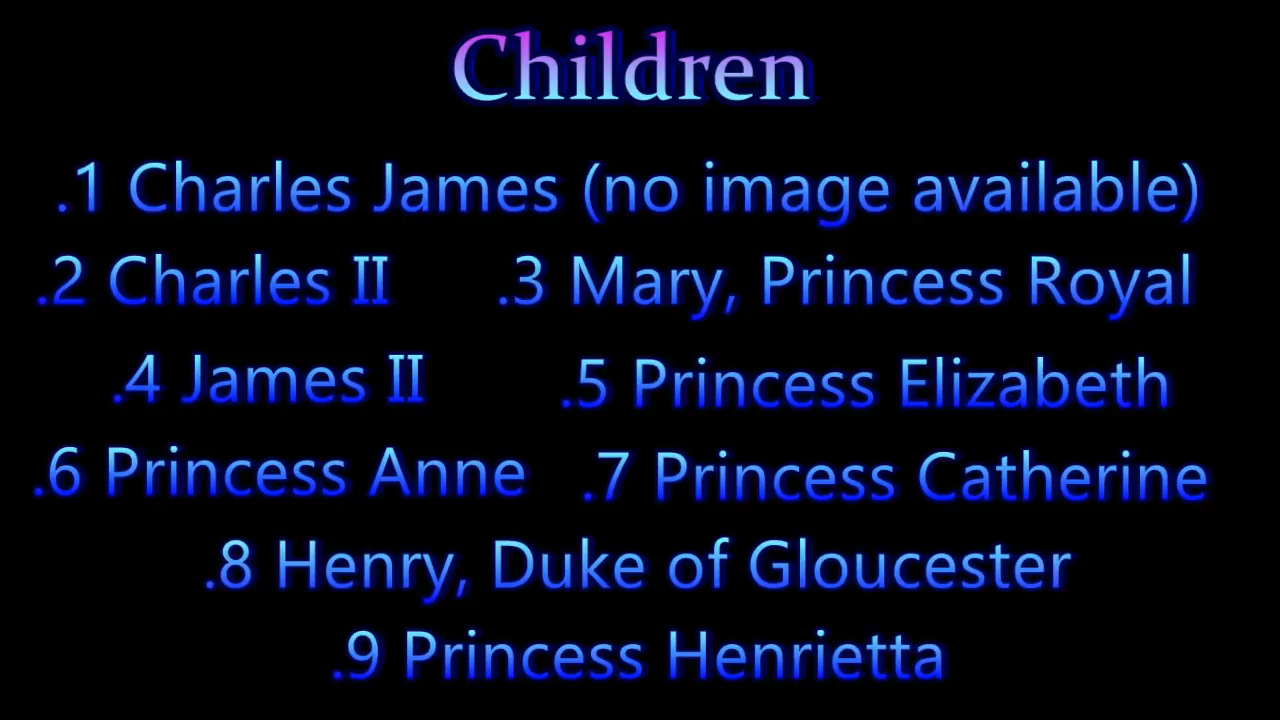 Children
.1 Charles James (no image available)
.2 Charles II .3 Mary, Princess Royal
.4 James II .5 Princess Elizabeth
.6 Princess Anne .7 Princess Catherine
.8 Henry, Duke of Gloucester
.9 Princess Henrietta